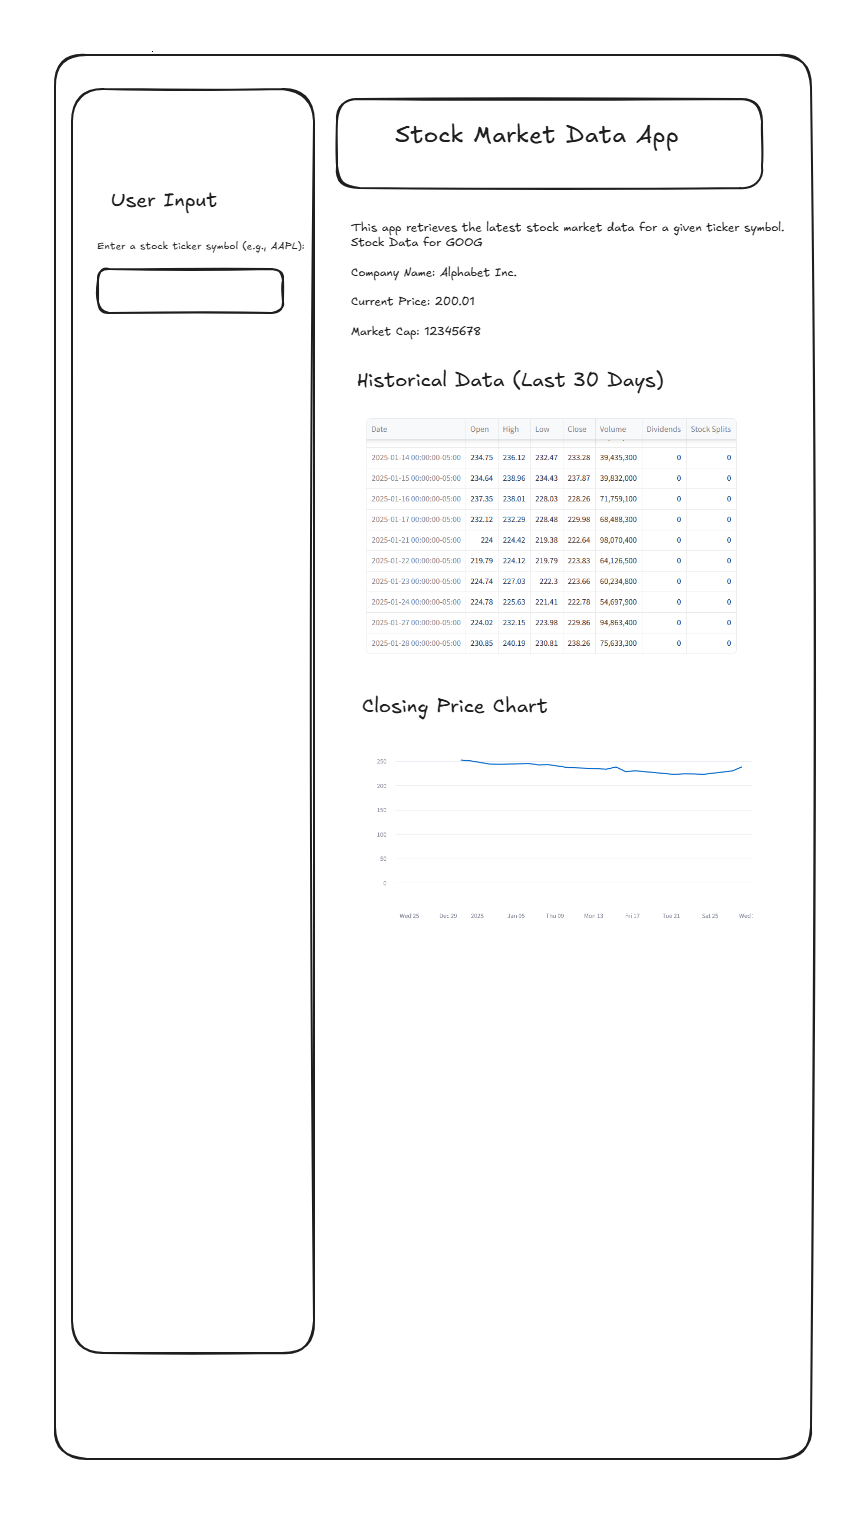 User Input
Enter a stock ticker symbol (e.g., AAPL):
Stock Market Data App
This app retrieves the latest stock market data for a given ticker symbol.
Stock Data for GOOG
Company Name: Alphabet Inc.
Current Price: 200.01
Market Cap: 12345678
Historical Data (Last 30 Days)
Date Open High Low Close Volume Dividends Stock Splits
2025-01-14 00:00:00-05:00 234.75 236.12 232.47 233.28 39,435,300 0 0
2025-01-15 00:00:00-05:00 234.64 238.96 234.43 237.87 39,832,000 0 0
2025-01-16 00:00:00-05:00 237.35 238.01 228.03 228.26 71,759,100 0 0
2025-01-17 00:00:00-05:00 232.12 232.29 228.48 229.98 68,488,300 0 0
2025-01-21 00:00:00-05:00 224 224.42 219.38 222.64 98,070,400 0 0
2025-01-22 00:00:00-05:00 219.79 224.12 219.79 223.83 64,126,500 0 0
2025-01-23 00:00:00-05:00 224.74 227.03 222.3 223.66 60,234,800 0 0
2025-01-24 00:00:00-05:00 224.78 225.63 221.41 222.78 54,697,900 0 0
2025-01-27 00:00:00-05:00 224.02 232.15 223.98 229.86 94,863,400 0 0
2025-01-28 00:00:00-05:00 230.85 240.19 230.81 238.26 75,633,300 0 0
Closing Price Chart
250
200
150
100
50
0
Wed 25 Dec 29 2025 Jan 05 Thu 09 Mon 13 Fri 17 Tue 21 Sat 25 Wed